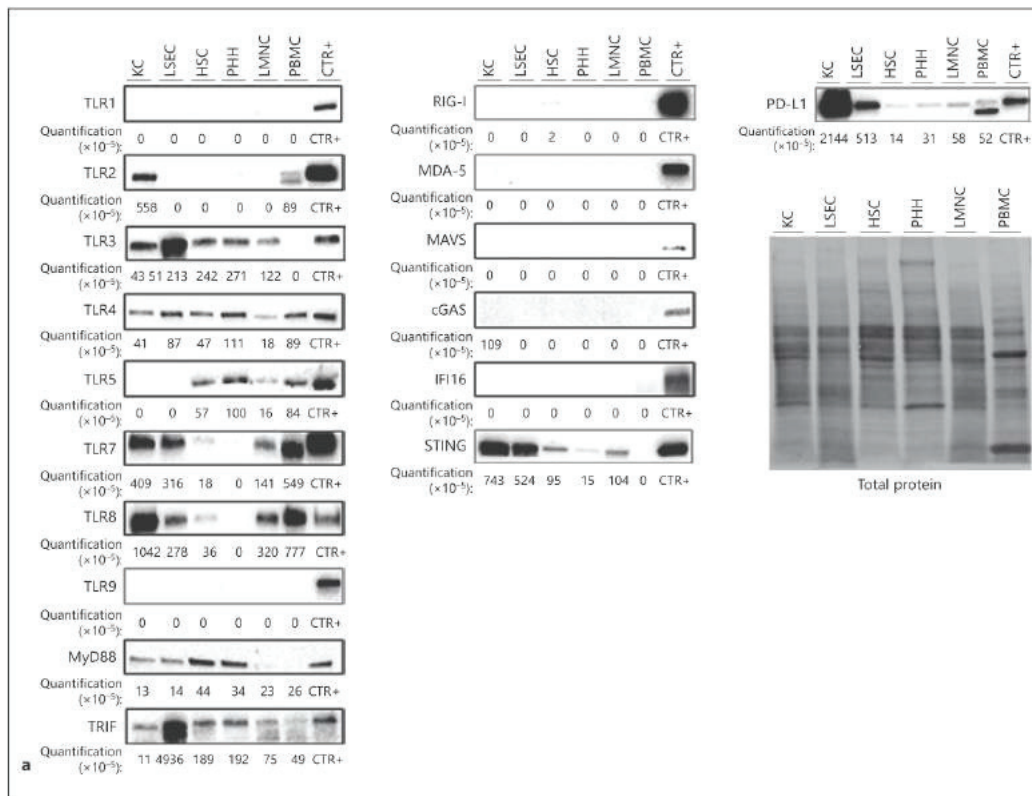 KC LSEC HSC PHH LMNC PBMC CTR+
TLR1
Quantification (×10⁻⁵): 0 0 0 0 0 0 CTR+
TLR2
Quantification (×10⁻⁵): 558 0 0 0 0 89 CTR+
TLR3
Quantification (×10⁻⁵): 43 51 213 242 271 122 0 CTR+
TLR4
Quantification (×10⁻⁵): 41 87 47 111 18 89 CTR+
TLR5
Quantification (×10⁻⁵): 0 0 57 100 16 84 CTR+
TLR7
Quantification (×10⁻⁵): 409 316 18 0 141 549 CTR+
TLR8
Quantification (×10⁻⁵): 1042 278 36 0 320 777 CTR+
TLR9
Quantification (×10⁻⁵): 0 0 0 0 0 0 CTR+
MyD88
Quantification (×10⁻⁵): 13 14 44 34 23 26 CTR+
TRIF
Quantification (×10⁻⁵): 11 4936 189 192 75 49 CTR+
a
KC LSEC HSC PHH LMNC PBMC CTR+
RIG-I
Quantification (×10⁻⁵): 0 0 2 0 0 0 CTR+
MDA-5
Quantification (×10⁻⁵): 0 0 0 0 0 0 CTR+
MAVS
Quantification (×10⁻⁵): 0 0 0 0 0 0 CTR+
cGAS
Quantification (×10⁻⁵): 109 0 0 0 0 0 CTR+
IFI16
Quantification (×10⁻⁵): 0 0 0 0 0 0 CTR+
STING
Quantification (×10⁻⁵): 743 524 95 15 104 0 CTR+
KC LSEC HSC PHH LMNC PBMC CTR+
PD-L1
Quantification (×10⁻⁵): 2144 513 14 31 58 52 CTR+
KC LSEC HSC PHH LMNC PBMC
Total protein